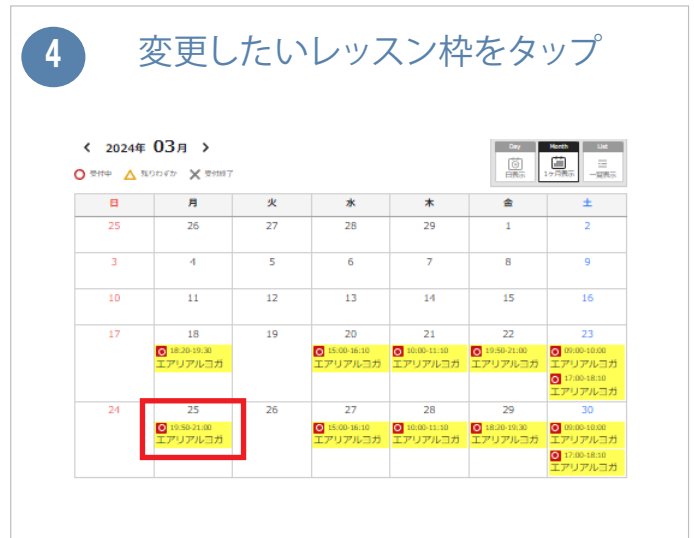 4
変更したいレッスン枠をタップ
< 2024年 03月 >
Day Month List
日表示 1ヶ月表示 一覧表示
受付中 残りわずか 受付終了
日 月 火 水 木 金 土
25 26 27 28 29 1 2
3 4 5 6 7 8 9
10 11 12 13 14 15 16
17 18 19 20 21 22 23
18:20-19:30 15:00-16:10 10:00-11:10 19:50-21:00 09:00-10:00
エアリアルヨガ エアリアルヨガ エアリアルヨガ エアリアルヨガ エアリアルヨガ
17:00-18:10
エアリアルヨガ
24 25 26 27 28 29 30
19:50-21:00 15:00-16:10 10:00-11:10 18:20-19:30 09:00-10:00
エアリアルヨガ エアリアルヨガ エアリアルヨガ エアリアルヨガ エアリアルヨガ
17:00-18:10
エアリアルヨガ